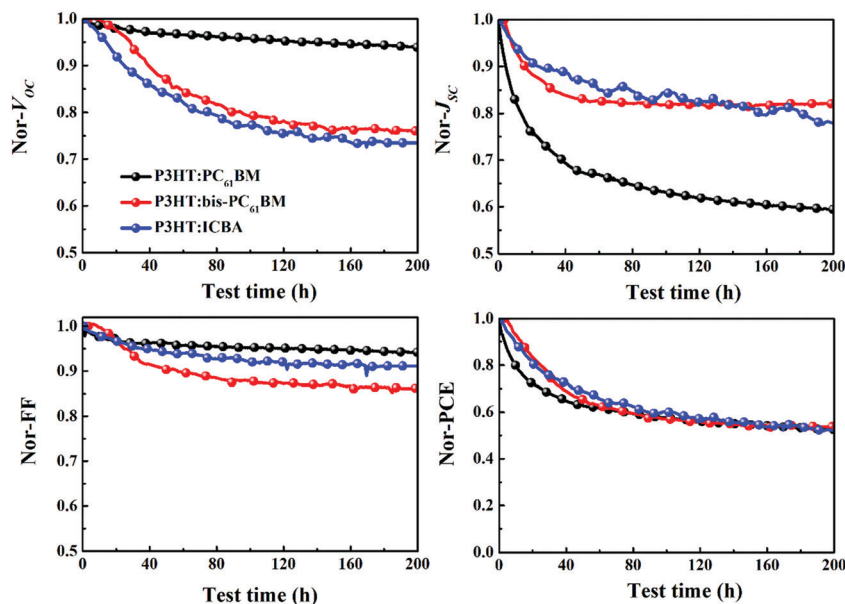 Nor-V_OC
1.0
0.9
0.8
0.7
0.6
0.5
P3HT:PC₆₁BM
P3HT:bis-PC₆₁BM
P3HT:ICBA
0 40 80 120 160 200
Test time (h)
Nor-J_SC
1.0
0.9
0.8
0.7
0.6
0.5
0 40 80 120 160 200
Test time (h)
Nor-FF
1.0
0.9
0.8
0.7
0.6
0.5
0 40 80 120 160 200
Test time (h)
Nor-PCE
1.0
0.8
0.6
0.4
0.2
0.0
0 40 80 120 160 200
Test time (h)